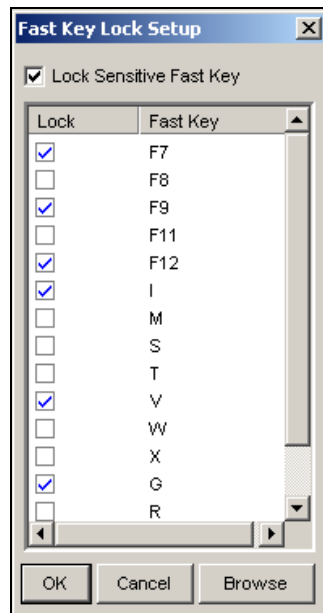 Fast Key Lock Setup
Lock Sensitive Fast Key
Lock Fast Key
F7
F8
F9
F11
F12
I
M
S
T
V
W
X
G
R
OK Cancel Browse